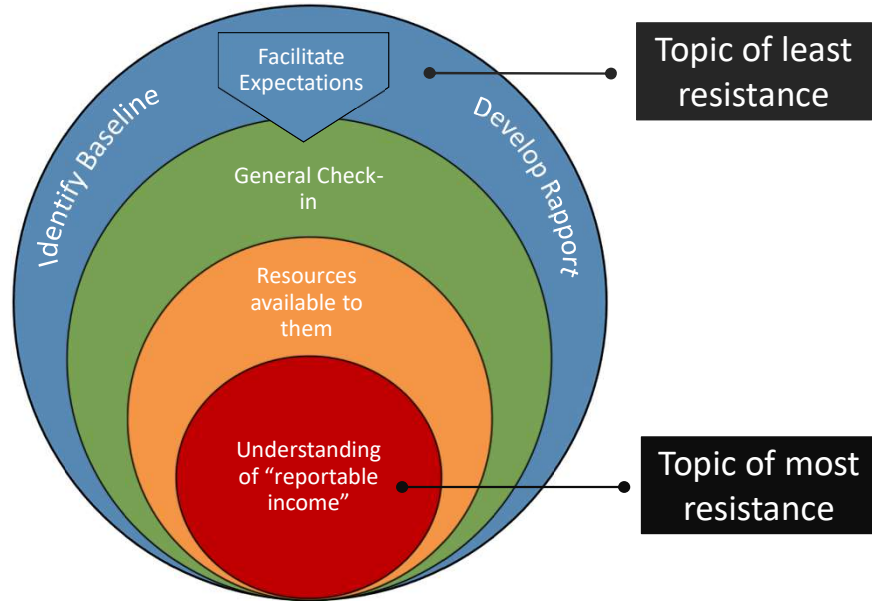 Facilitate
Expectations
Topic of least
resistance
Identify Baseline
Develop Rapport
General Check-
in
Resources
available to
them
Understanding
of “reportable
income”
Topic of most
resistance